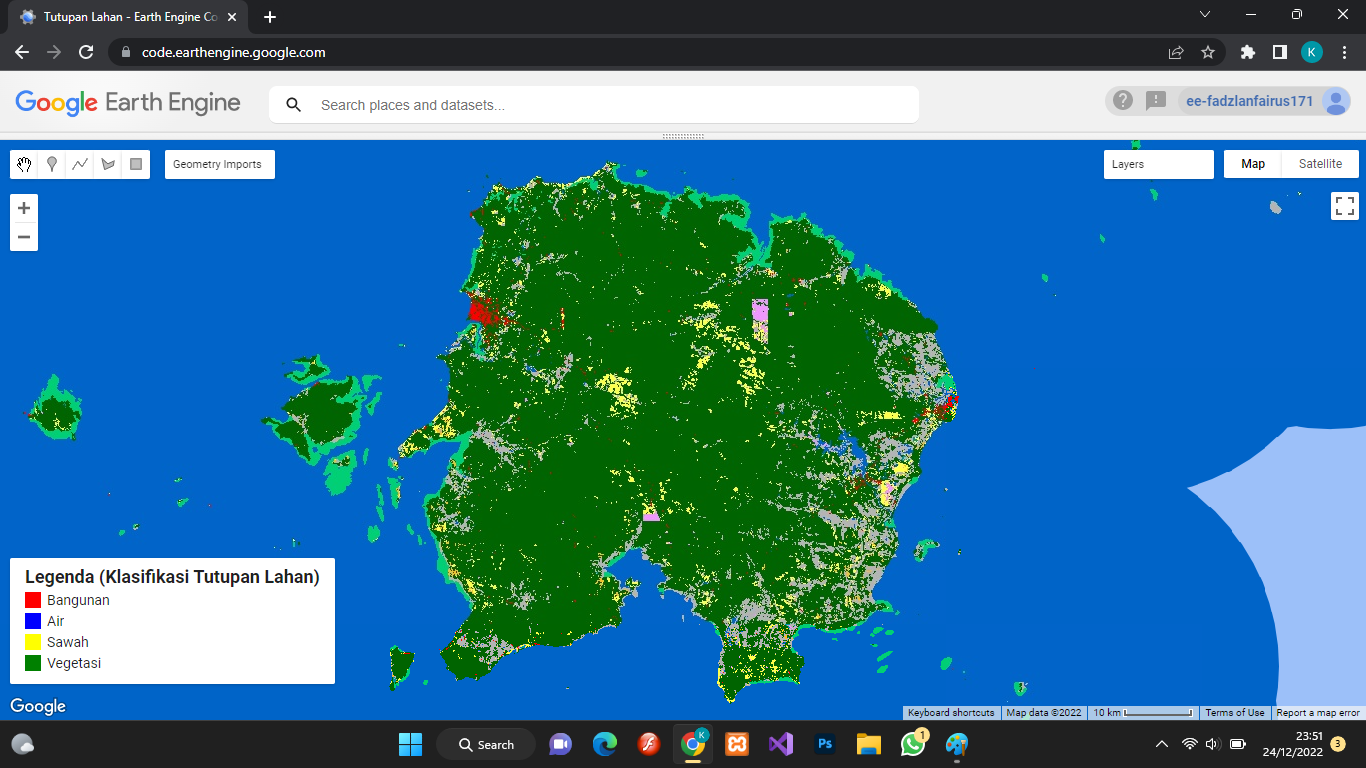 Tutupan Lahan - Earth Engine Co
code.earthengine.google.com
K
Google Earth Engine
Search places and datasets...
ee-fadzlanfairus171
Geometry Imports
Layers
Map
Satellite
Legenda (Klasifikasi Tutupan Lahan)
Bangunan
Air
Sawah
Vegetasi
Google
Keyboard shortcuts
Map data ©2022
10 km
Terms of Use
Report a map error
Search
K
Ps
1
23:51
24/12/2022
3